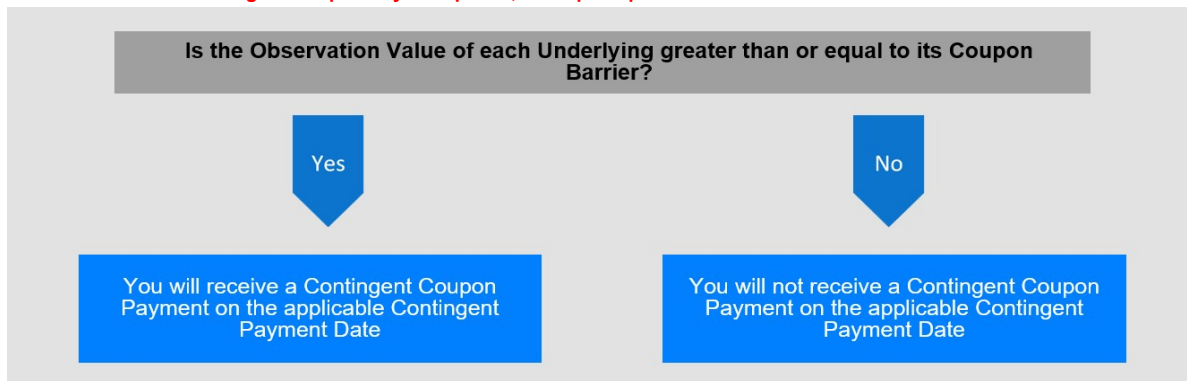 Is the Observation Value of each Underlying greater than or equal to its Coupon
Barrier?
Yes
No
You will receive a Contingent Coupon
Payment on the applicable Contingent
Payment Date
You will not receive a Contingent Coupon
Payment on the applicable Contingent
Payment Date